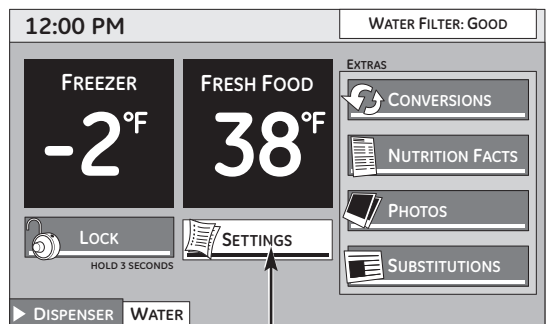 12:00 PM
WATER FILTER: GOOD
FREEZER
-2°F
FRESH FOOD
38°F
LOCK
HOLD 3 SECONDS
SETTINGS
EXTRAS
CONVERSIONS
NUTRITION FACTS
PHOTOS
SUBSTITUTIONS
DISPENSER
WATER